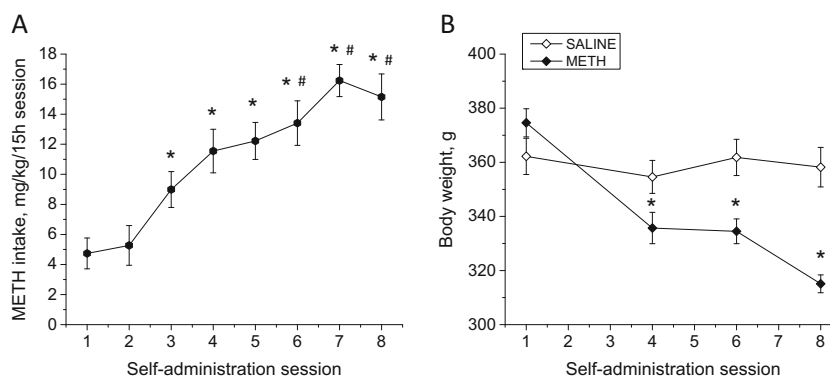 A
METH intake, mg/kg/15h session
18
16
14
12
10
8
6
4
2
0
* * * * # * # * #
1 2 3 4 5 6 7 8
Self-administration session
B
SALINE
METH
Body weight, g
400
380
360
340
320
300
* * *
1 2 3 4 5 6 7 8
Self-administration session